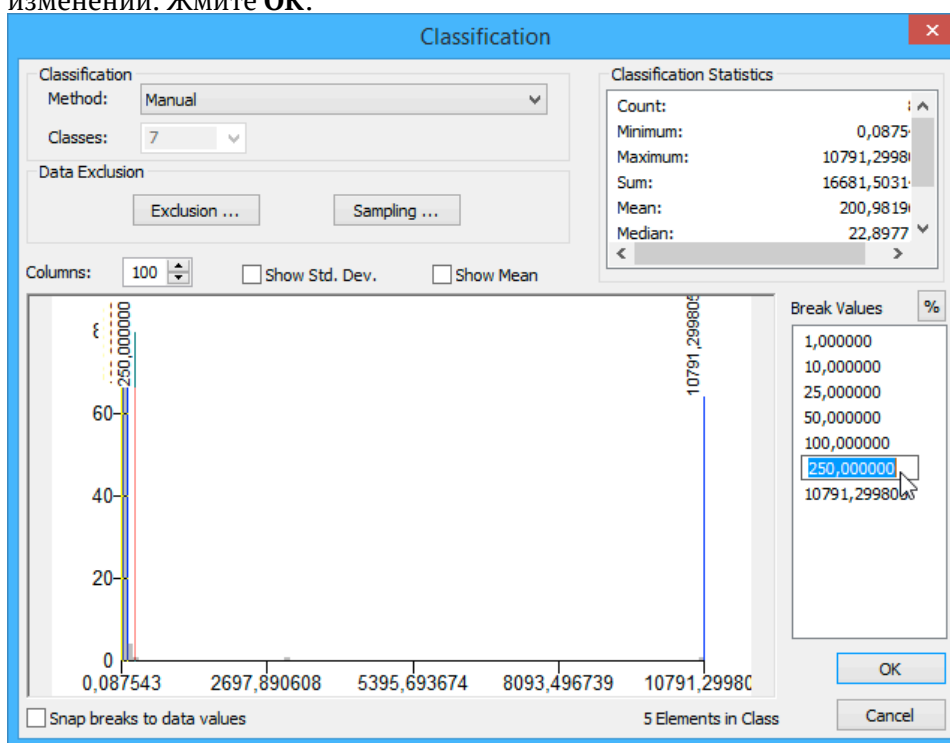 изменений. Жмите OK.
Classification
Classification
Method: Manual
Classes: 7
Data Exclusion
Exclusion ... Sampling ...
Classification Statistics
Count:
Minimum: 0,0875
Maximum: 10791,2998
Sum: 16681,5031
Mean: 200,9819
Median: 22,8977
Columns: 100 Show Std. Dev. Show Mean
Break Values %
1,000000
10,000000
25,000000
50,000000
100,000000
250,000000
10791,299805
250,000000
10791,299805
60
40
20
0
0,087543 2697,890608 5395,693674 8093,496739 10791,2998
Snap breaks to data values 5 Elements in Class
OK
Cancel